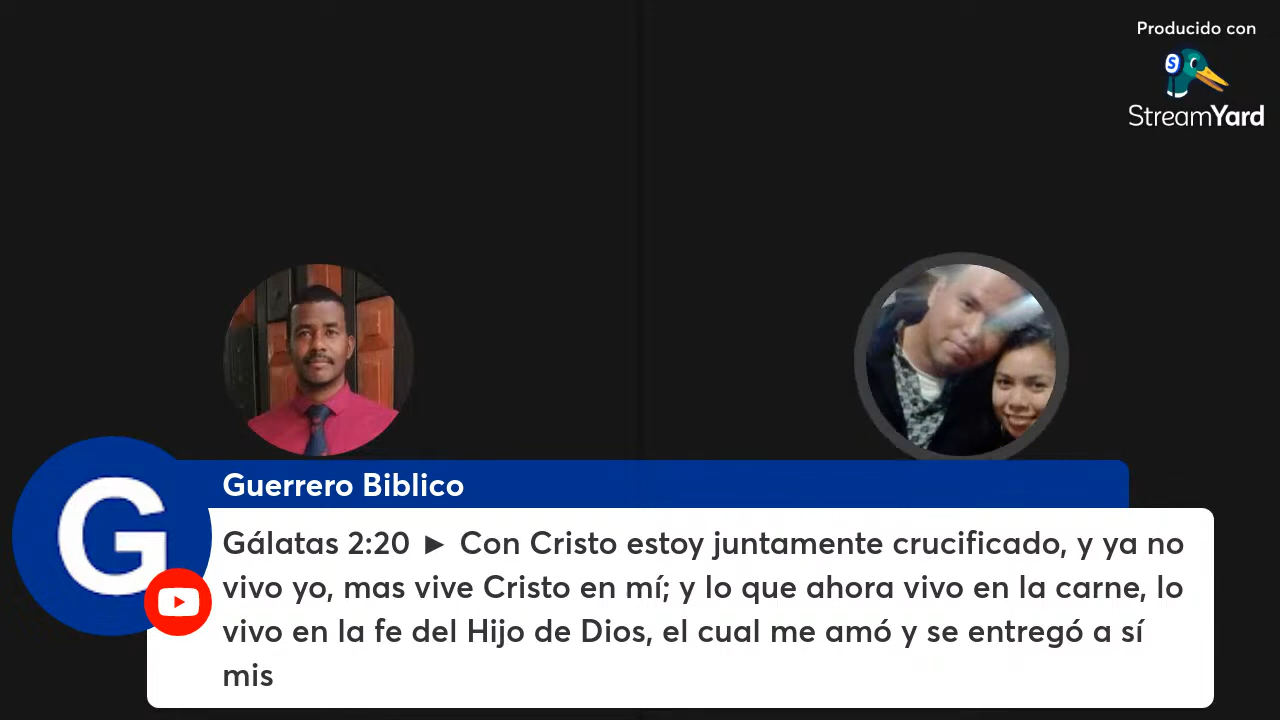 Producido con
S
StreamYard
G
Guerrero Biblico
Gálatas 2:20 ► Con Cristo estoy juntamente crucificado, y ya no
vivo yo, mas vive Cristo en mí; y lo que ahora vivo en la carne, lo
vivo en la fe del Hijo de Dios, el cual me amó y se entregó a sí
mis